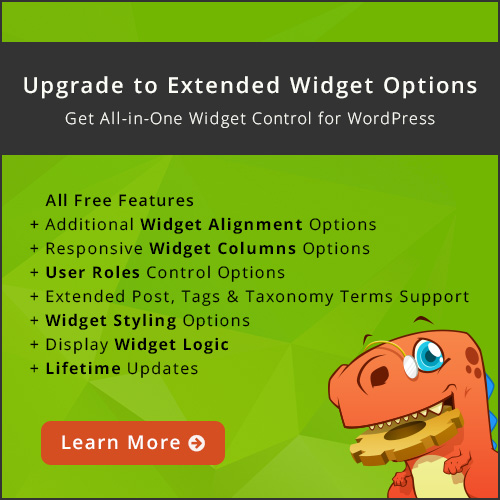 Upgrade to Extended Widget Options
Get All-in-One Widget Control for WordPress
All Free Features
+ Additional Widget Alignment Options
+ Responsive Widget Columns Options
+ User Roles Control Options
+ Extended Post, Tags & Taxonomy Terms Support
+ Widget Styling Options
+ Display Widget Logic
+ Lifetime Updates
Learn More